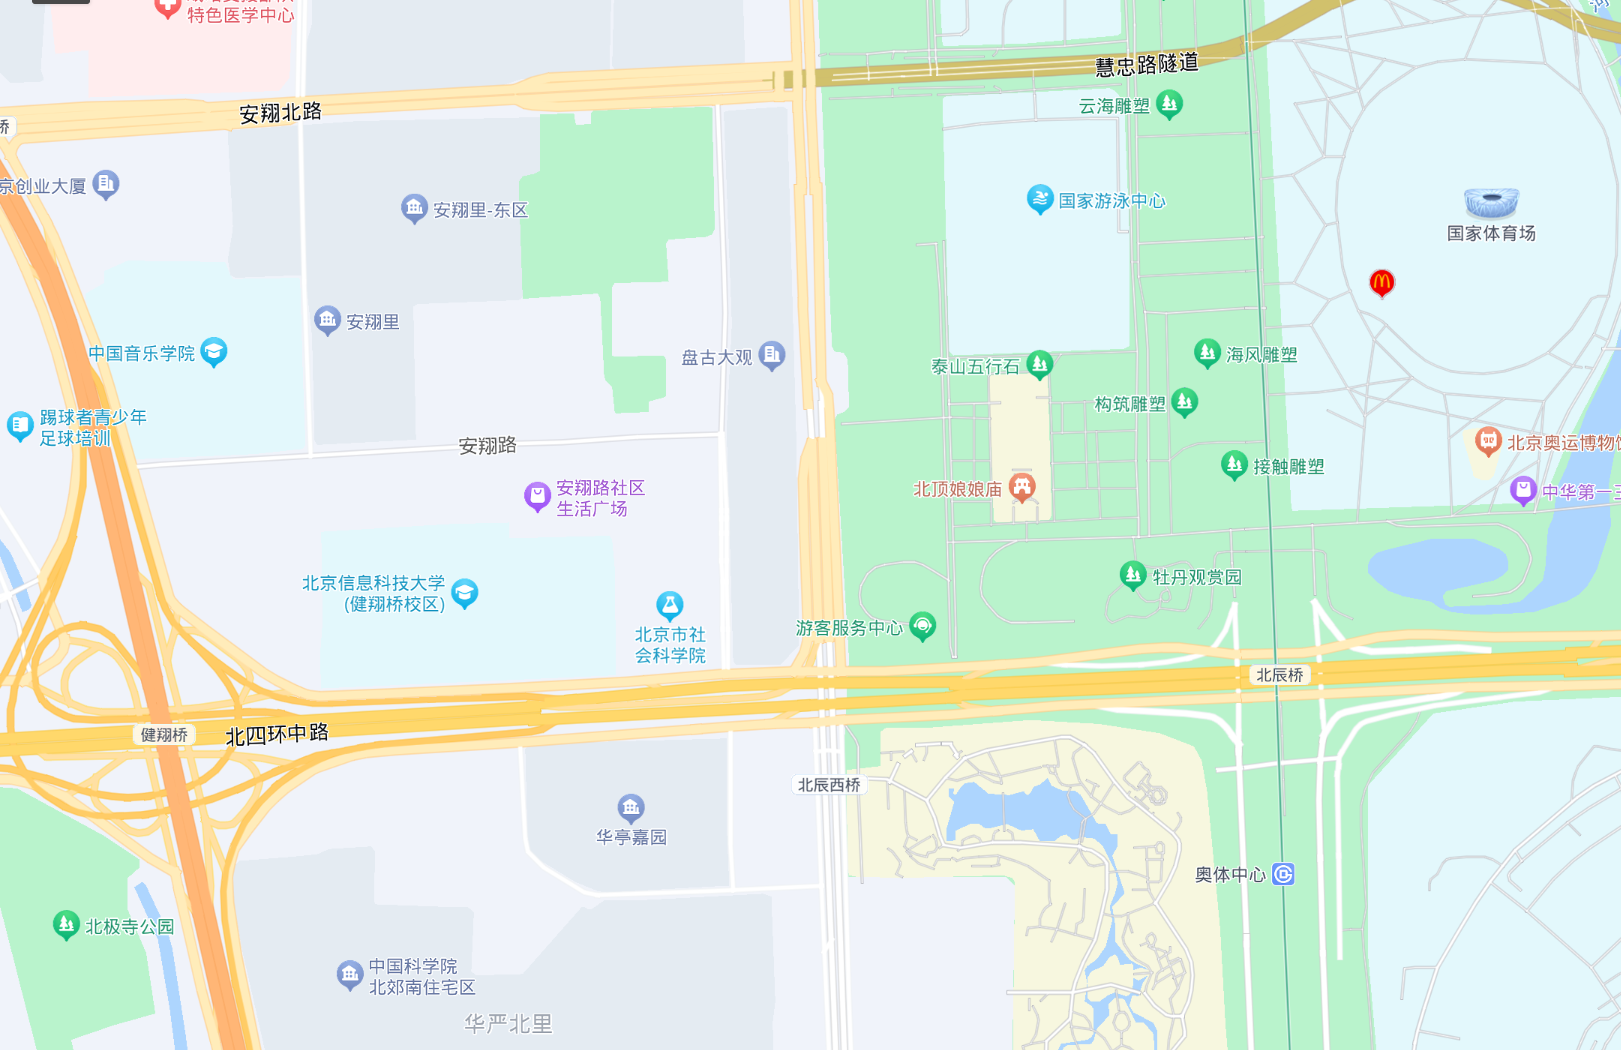 特色医学中心
慧忠路隧道
安翔北路
云海雕塑
桥
京创业大厦
安翔里-东区
国家游泳中心
国家体育场
安翔里
中国音乐学院
盘古大观
泰山五行石
海风雕塑
构筑雕塑
踢球者青少年
足球培训
安翔路
北京奥运博物馆
接触雕塑
安翔路社区
生活广场
北顶娘娘庙
中华第一
北京信息科技大学
(健翔桥校区)
牡丹观赏园
游客服务中心
北京市社
会科学院
北辰桥
健翔桥
北四环中路
北辰西桥
华亭嘉园
奥体中心
北极寺公园
中国科学院
北郊南住宅区
华严北里